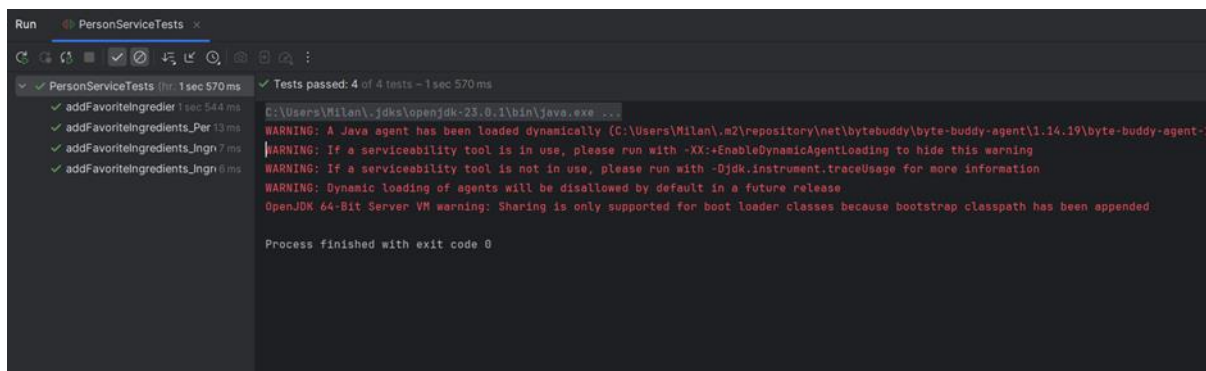 Run PersonServiceTests ×
PersonServiceTests (hr. 1 sec 570 ms
addFavoriteIngredier 1 sec 544 ms
addFavoriteIngredients_Per 13 ms
addFavoriteIngredients_Ingre 7 ms
addFavoriteIngredients_Ingre 6 ms
Tests passed: 4 of 4 tests – 1 sec 570 ms
C:\Users\Milan\.jdks\openjdk-23.0.1\bin\java.exe ...
WARNING: A Java agent has been loaded dynamically (C:\Users\Milan\.m2\repository\net\bytebuddy\byte-buddy-agent\1.14.19\byte-buddy-agent-
WARNING: If a serviceability tool is in use, please run with -XX:+EnableDynamicAgentLoading to hide this warning
WARNING: If a serviceability tool is not in use, please run with -Djdk.instrument.traceUsage for more information
WARNING: Dynamic loading of agents will be disallowed by default in a future release
OpenJDK 64-Bit Server VM warning: Sharing is only supported for boot loader classes because bootstrap classpath has been appended
Process finished with exit code 0